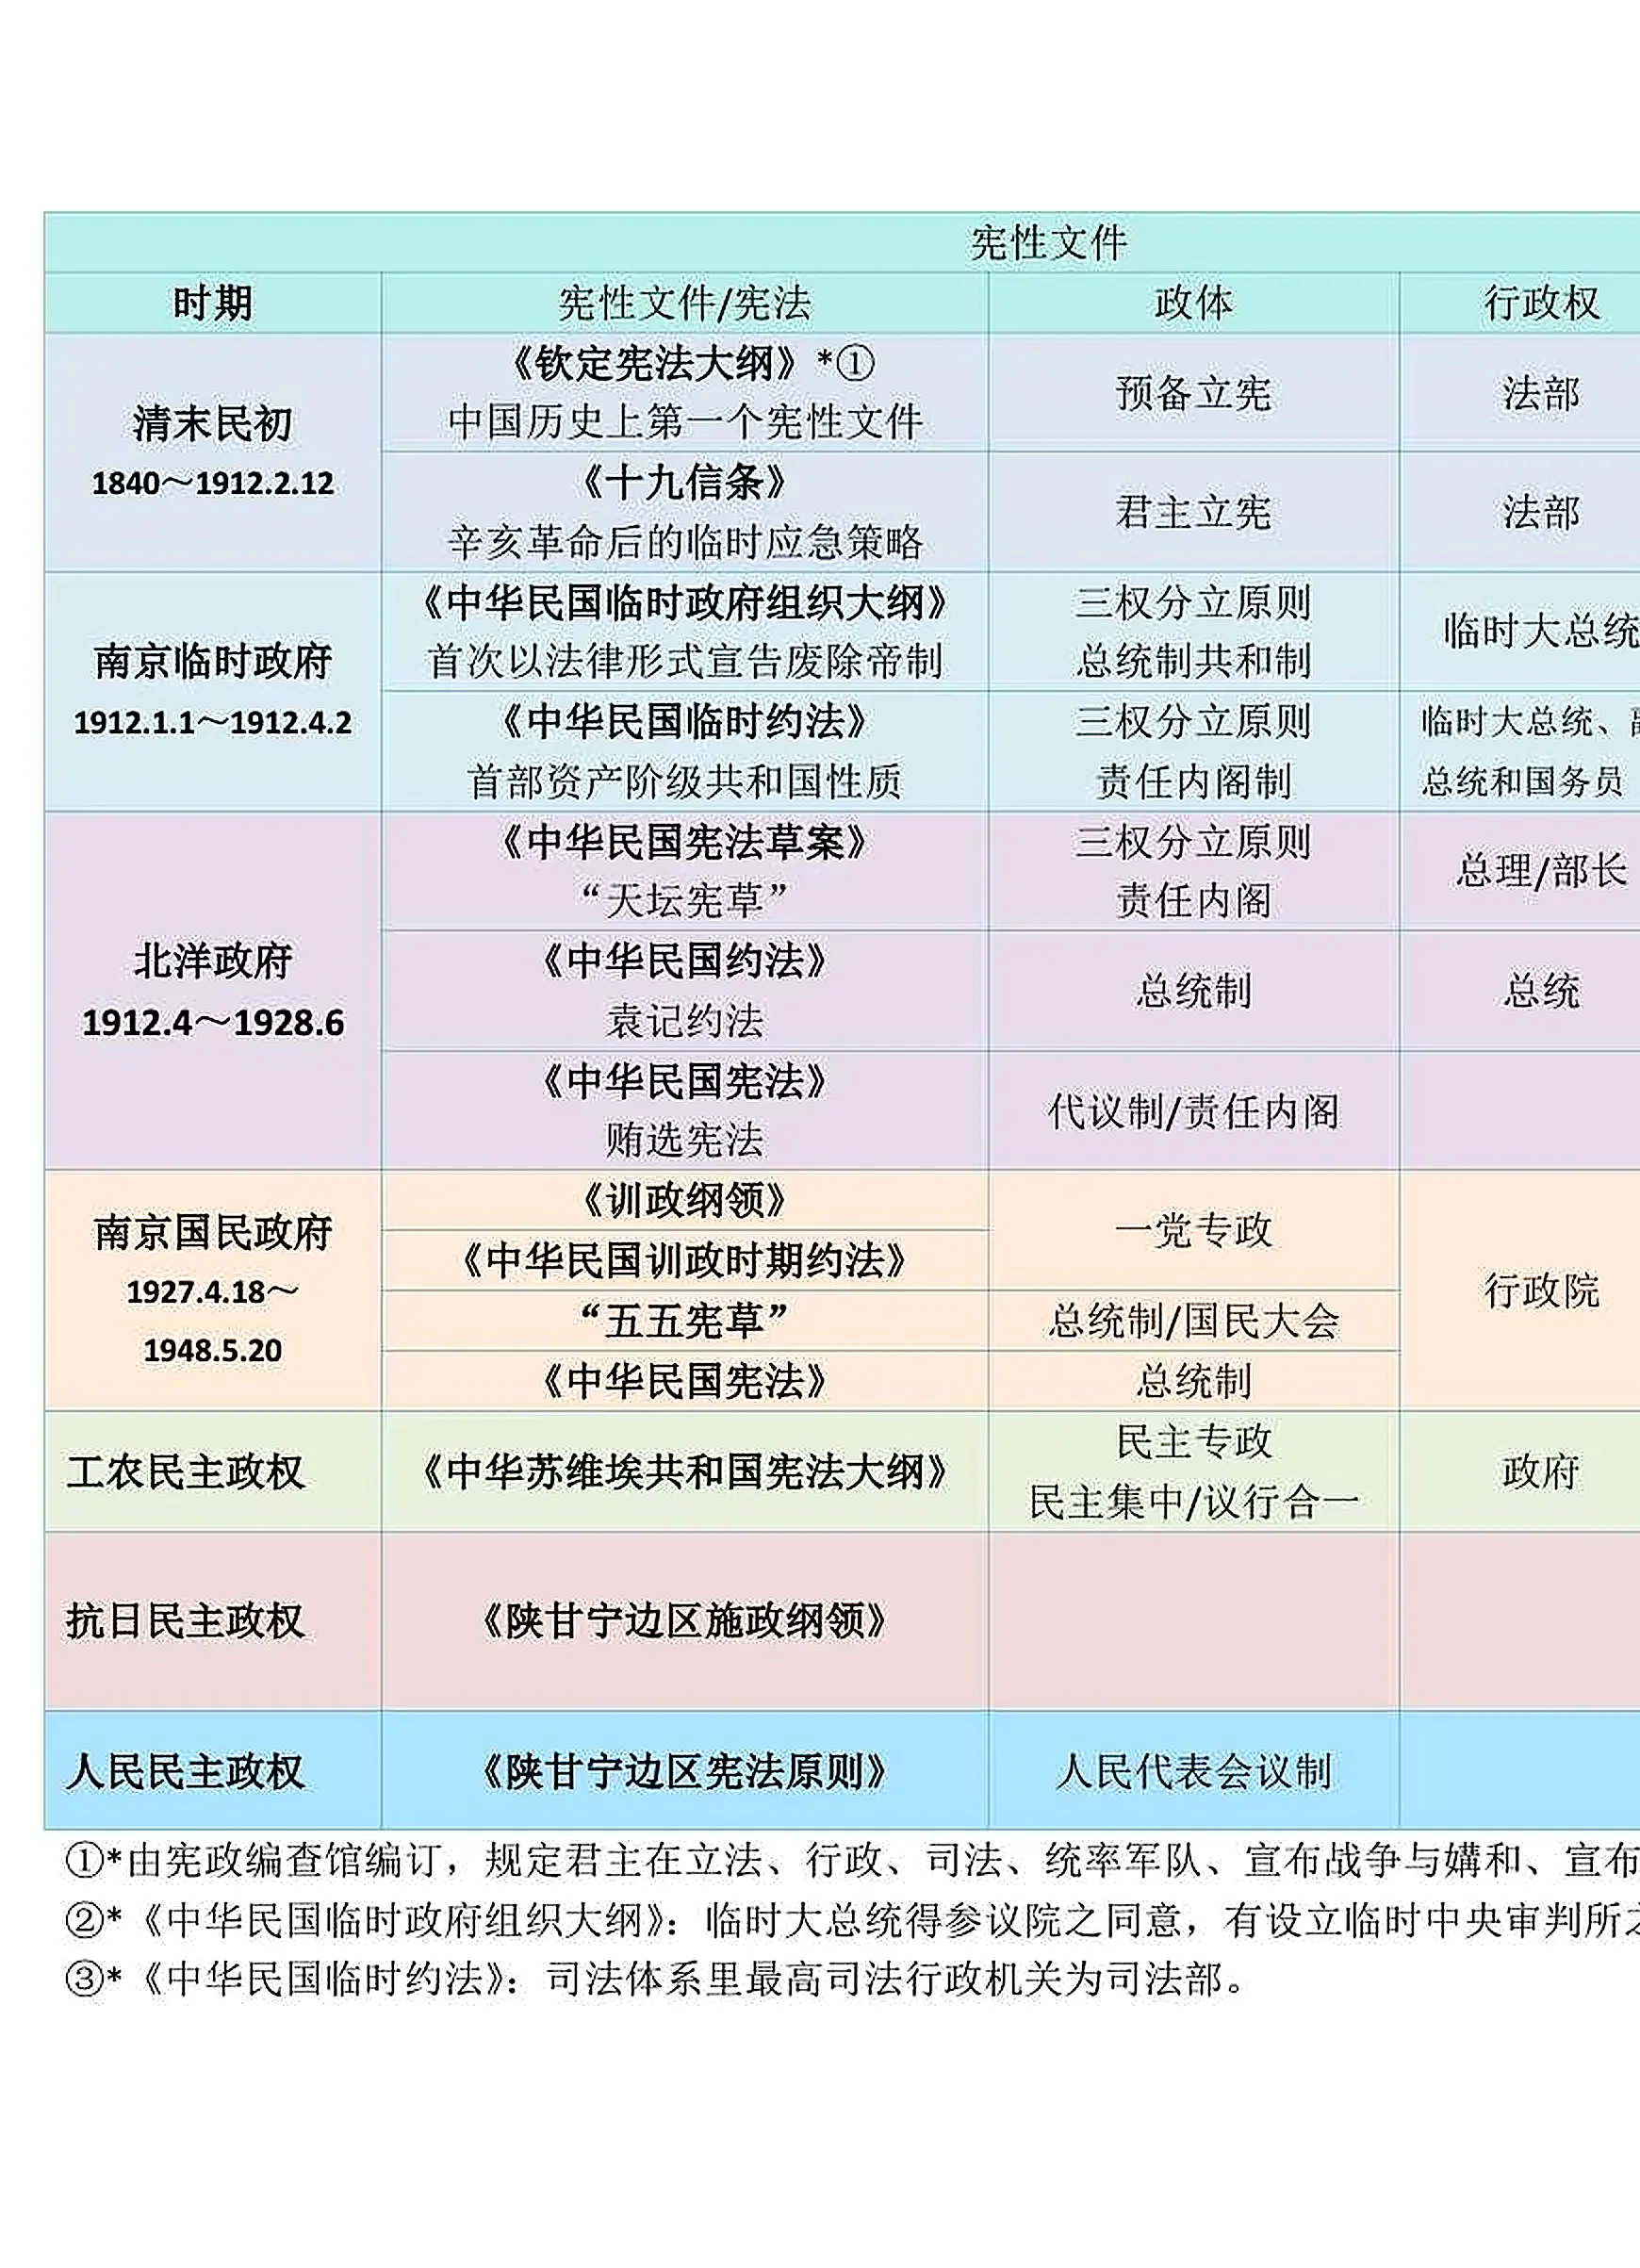 宪性文件
时期 宪性文件/宪法 政体 行政权
清末民初
1840～1912.2.12
《钦定宪法大纲》*①
中国历史上第一个宪性文件
预备立宪
法部
《十九信条》
辛亥革命后的临时应急策略
君主立宪
法部
南京临时政府
1912.1.1～1912.4.2
《中华民国临时政府组织大纲》
首次以法律形式宣告废除帝制
三权分立原则
总统制共和制
临时大总统
《中华民国临时约法》
首部资产阶级共和国性质
三权分立原则
责任内阁制
临时大总统、
总统和国务员
北洋政府
1912.4～1928.6
《中华民国宪法草案》
“天坛宪草”
三权分立原则
责任内阁
总理/部长
《中华民国约法》
袁记约法
总统制
总统
《中华民国宪法》
贿选宪法
代议制/责任内阁
南京国民政府
1927.4.18～
1948.5.20
《训政纲领》
《中华民国训政时期约法》
一党专政
“五五宪草”
总统制/国民大会
《中华民国宪法》
总统制
行政院
工农民主政权
《中华苏维埃共和国宪法大纲》
民主专政
民主集中/议行合一
政府
抗日民主政权
《陕甘宁边区施政纲领》
人民民主政权
《陕甘宁边区宪法原则》
人民代表会议制
①*由宪政编查馆编订，规定君主在立法、行政、司法、统率军队、宣布战争与媾和、宣布
②*《中华民国临时政府组织大纲》：临时大总统得参议院之同意，有设立临时中央审判所
③*《中华民国临时约法》：司法体系里最高司法行政机关为司法部。